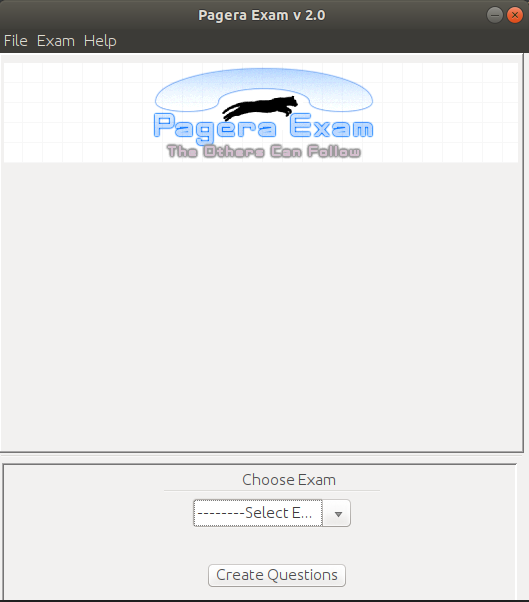 Pagera Exam v 2.0
File Exam Help
Pagera Exam
The Others Can Follow
Choose Exam
--------Select E...
Create Questions